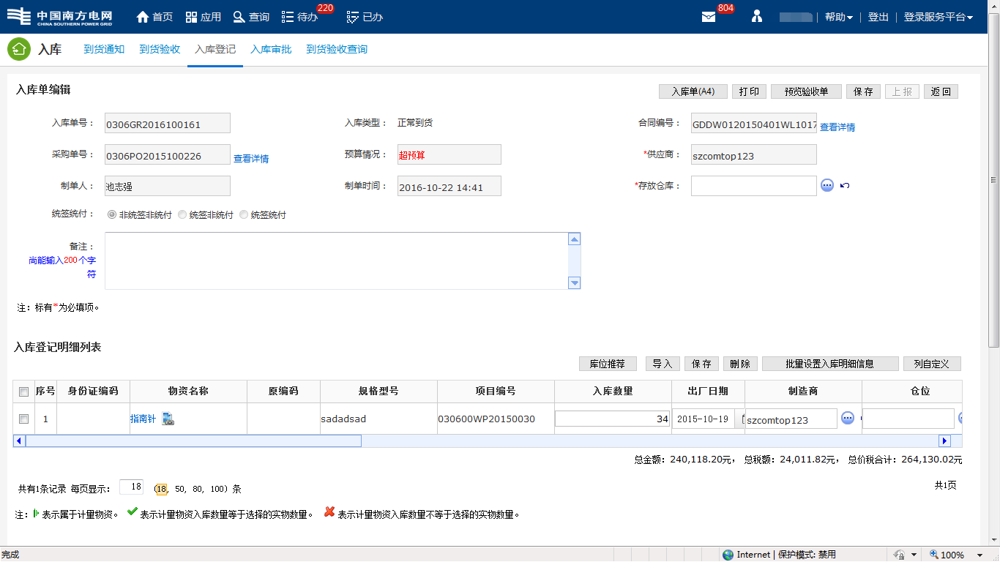 中国南方电网 CHINA SOUTHERN POWER GRID 首页 应用 查询 待办 220 已办 804 帮助 登出 登录服务平台
入库 到货通知 到货验收 入库登记 入库审批 到货验收查询
入库单编辑 入库单(A4) 打印 预览验收单 保存 上报 返回
入库单号： 0306GR2016100161 入库类型： 正常到货 合同编号： GDDW0120150401WL1017 查看详情
采购单号： 0306PO2015100226 查看详情 预算情况： 超预算 *供应商： szcomtop123
制单人： 池志强 制单时间： 2016-10-22 14:41 *存放仓库：
统签统付： 非统签非统付 统签非统付 统签统付
备注：
尚能输入200个字
符
注：标有*为必填项。
入库登记明细列表
库位推荐 导入 保存 删除 批量设置入库明细信息 列自定义
序号 身份证编码 物资名称 原编码 规格型号 项目编号 入库数量 出厂日期 制造商 仓位
1 指南针 sadadsad 030600WP20150030 34 2015-10-19 szcomtop123
总金额：240,118.20元， 总税额：24,011.82元， 总价税合计：264,130.02元
共有1条记录 每页显示： 18 (18, 50, 80, 100) 条 共1页
注： 表示属于计量物资。 表示计量物资入库数量等于选择的实物数量。 表示计量物资入库数量不等于选择的实物数量。
完成 Internet | 保护模式: 禁用 100%